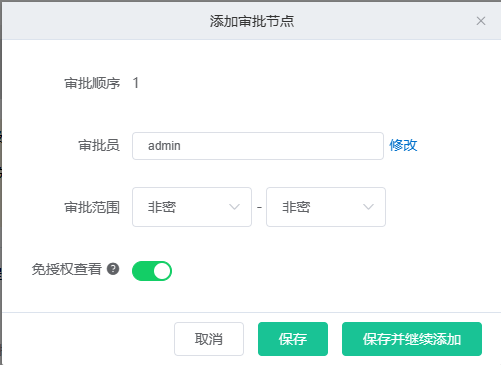 添加审批节点
审批顺序 1
审批员 admin 修改
审批范围 非密 - 非密
免授权查看
取消 保存 保存并继续添加